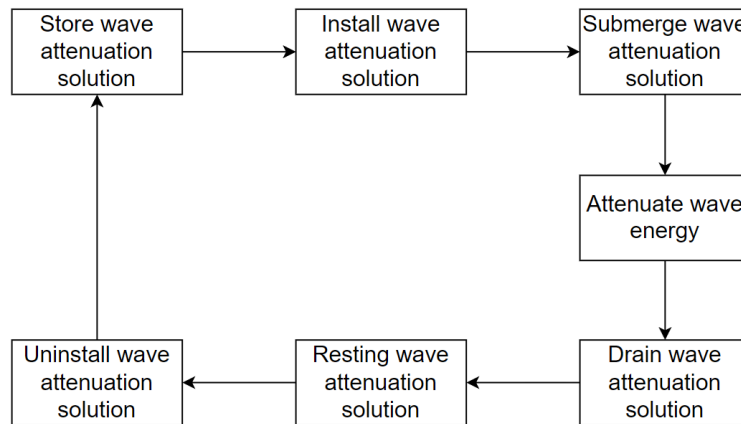 Store wave
attenuation
solution
Install wave
attenuation
solution
Submerge wave
attenuation
solution
Attenuate wave
energy
Drain wave
attenuation
solution
Resting wave
attenuation
solution
Uninstall wave
attenuation
solution